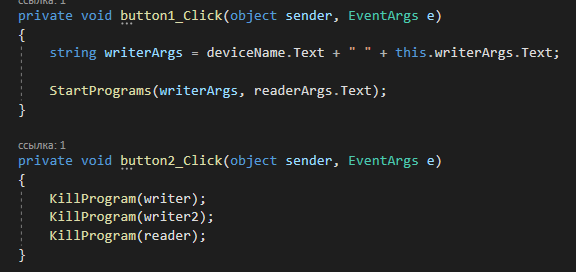 ссылка: 1
private void button1_Click(object sender, EventArgs e)
{
string writerArgs = deviceName.Text + " " + this.writerArgs.Text;
StartPrograms(writerArgs, readerArgs.Text);
}
ссылка: 1
private void button2_Click(object sender, EventArgs e)
{
KillProgram(writer);
KillProgram(writer2);
KillProgram(reader);
}